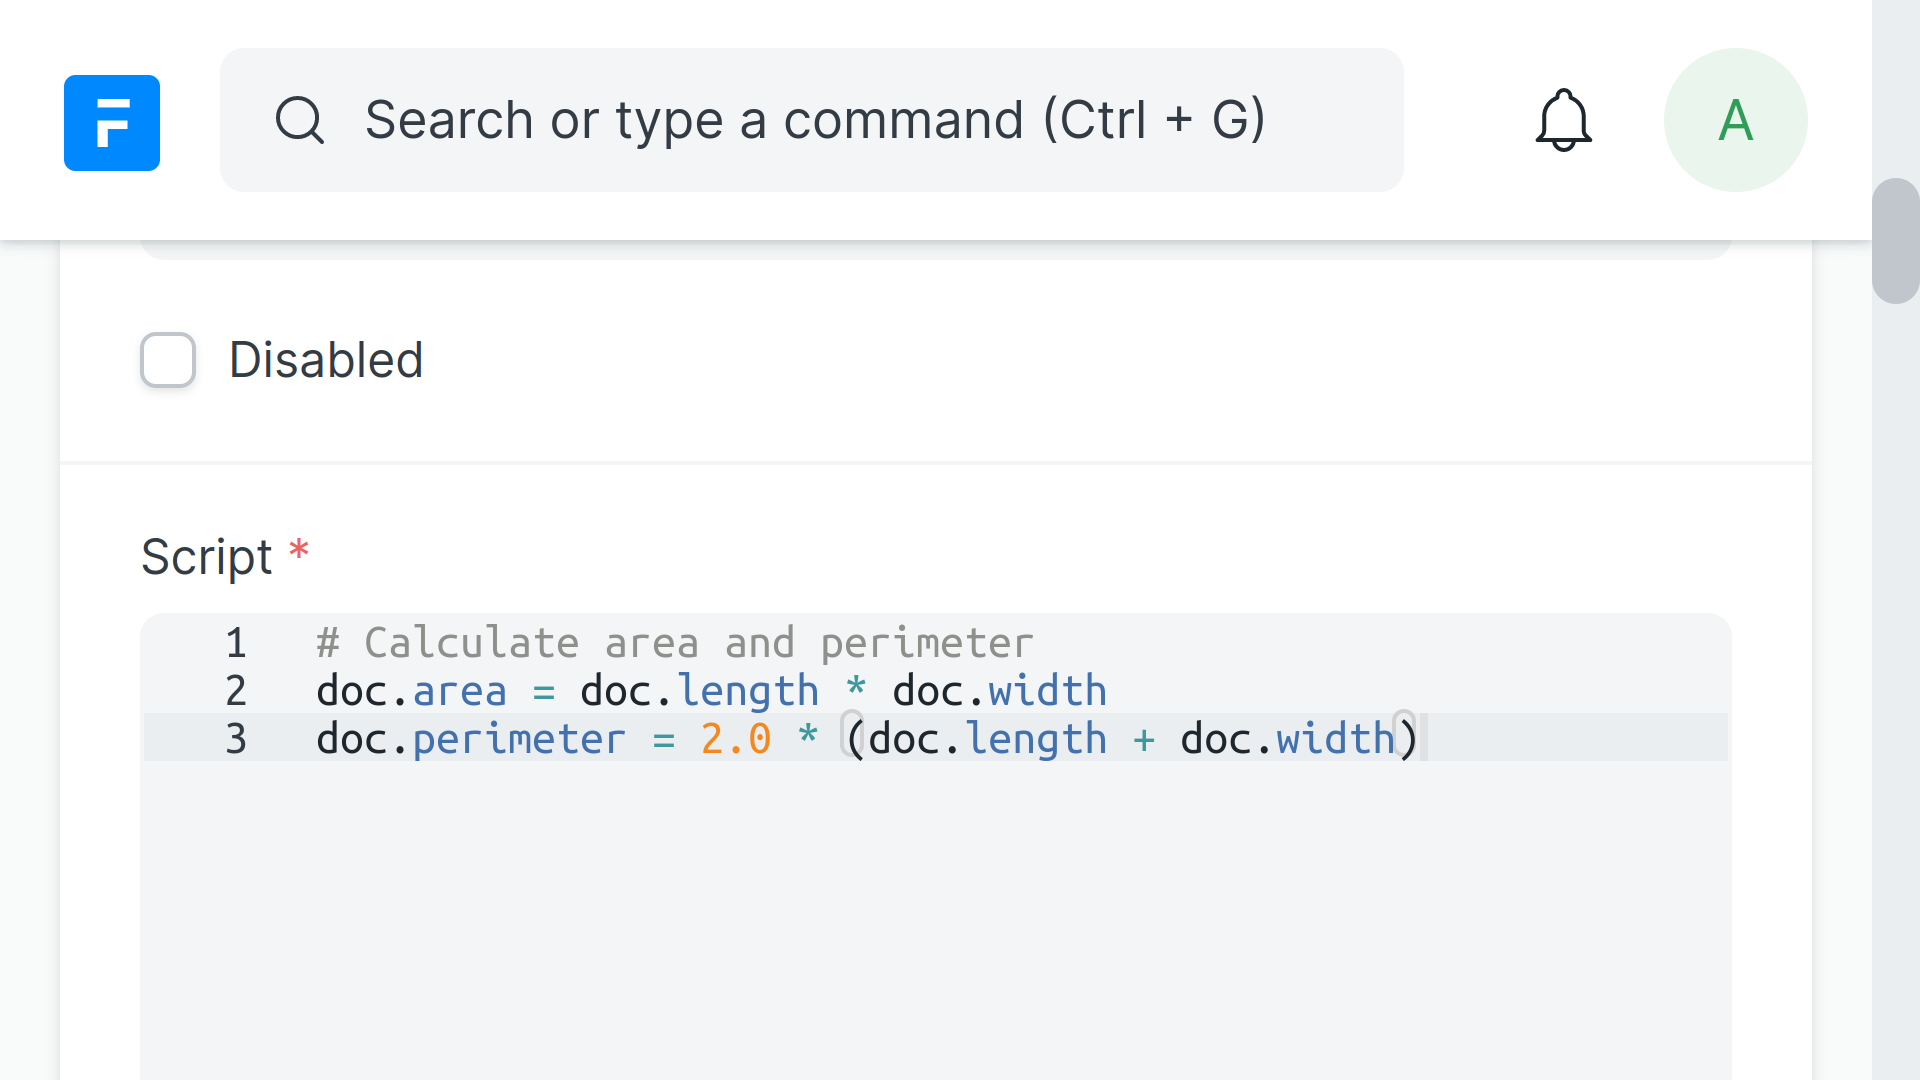 F
Search or type a command (Ctrl + G)
A
Disabled
Script *
1 # Calculate area and perimeter
2 doc.area = doc.length * doc.width
3 doc.perimeter = 2.0 * (doc.length + doc.width)